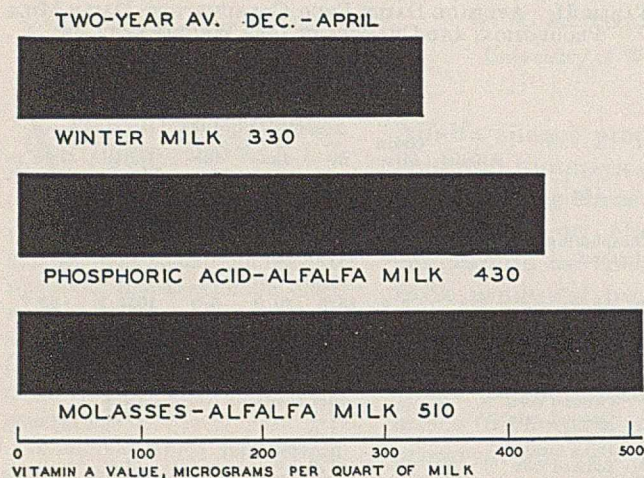 TWO-YEAR AV. DEC.-APRIL
WINTER MILK 330
PHOSPHORIC ACID-ALFALFA MILK 430
MOLASSES-ALFALFA MILK 510
0 100 200 300 400 500
VITAMIN A VALUE, MICROGRAMS PER QUART OF MILK